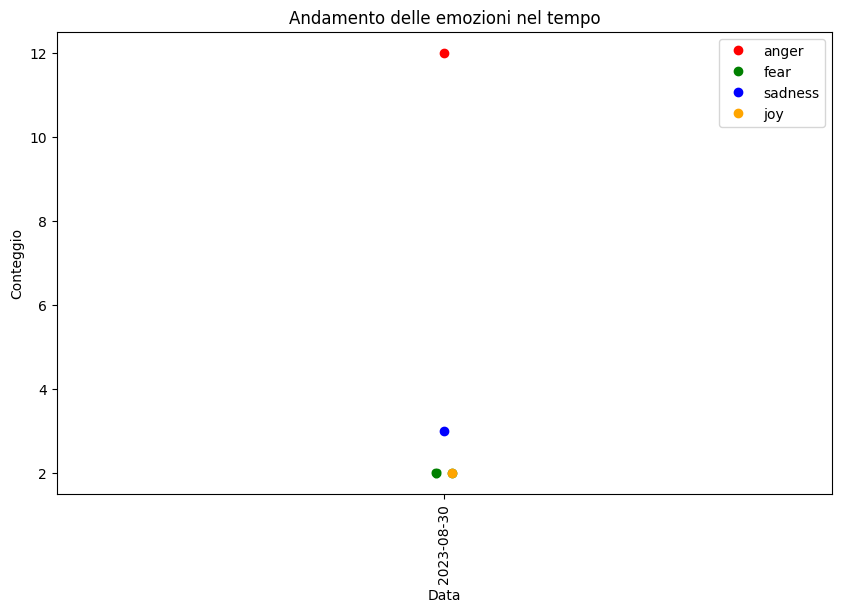 Andamento delle emozioni nel tempo
anger
fear
sadness
joy
Conteggio
12
10
8
6
4
2
2023-08-30
Data